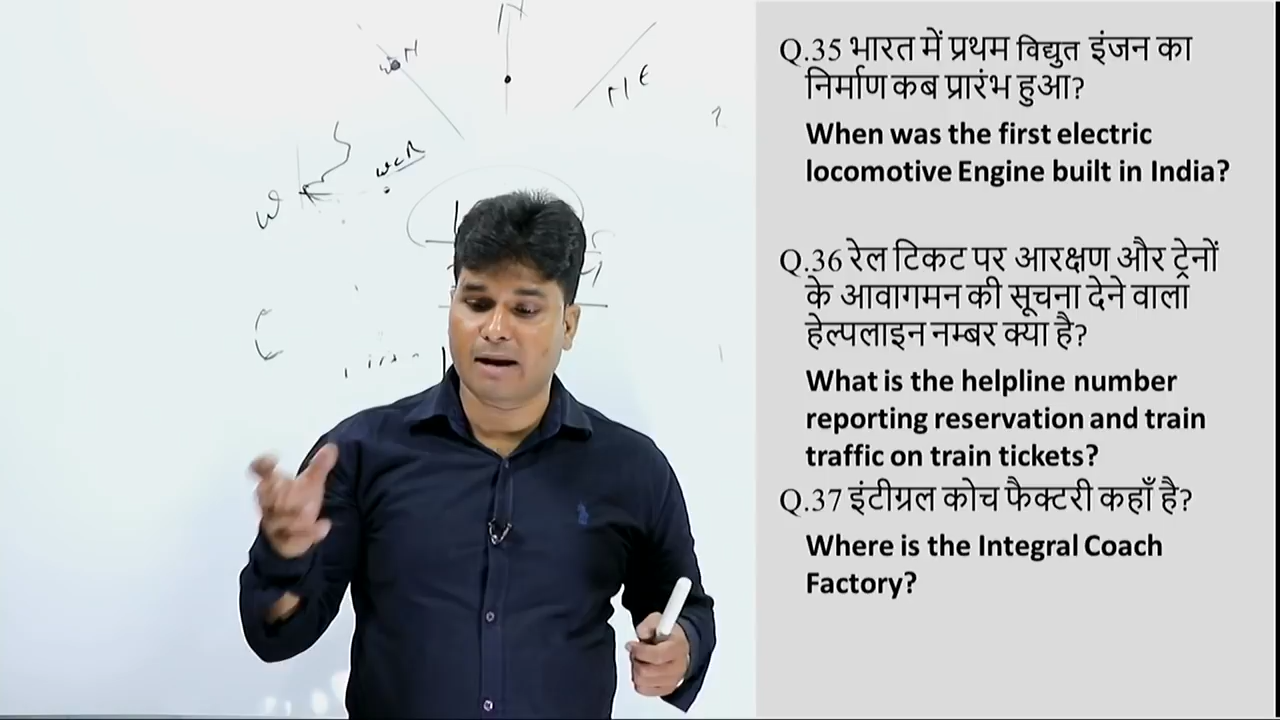 N
W N
N E
WCR
W
Q.35 भारत में प्रथम विद्युत इंजन का
निर्माण कब प्रारंभ हुआ?
When was the first electric
locomotive Engine built in India?
Q.36 रेल टिकट पर आरक्षण और ट्रेनों
के आवागमन की सूचना देने वाला
हेल्पलाइन नम्बर क्या है?
What is the helpline number
reporting reservation and train
traffic on train tickets?
Q.37 इंटीग्रल कोच फैक्टरी कहाँ है?
Where is the Integral Coach
Factory?